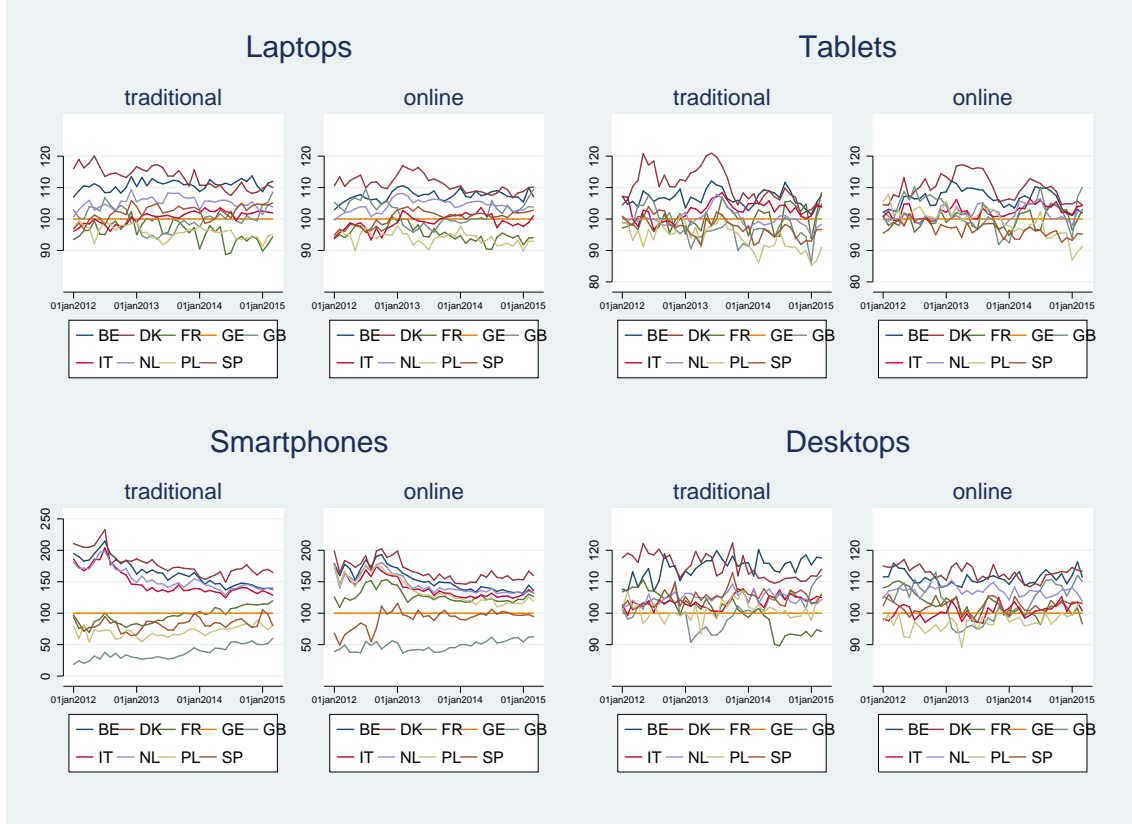 Laptops Tablets
traditional online traditional online
120 120 120 120
110 110 110 110
100 100 100 100
90 90 90 90
80 80
01jan2012 01jan2013 01jan2014 01jan2015 01jan2012 01jan2013 01jan2014 01jan2015 01jan2012 01jan2013 01jan2014 01jan2015 01jan2012 01jan2013 01jan2014 01jan2015
BE DK FR GE GB BE DK FR GE GB BE DK FR GE GB BE DK FR GE GB
IT NL PL SP IT NL PL SP IT NL PL SP IT NL PL SP
Smartphones Desktops
traditional online traditional online
250
200 200 120 120
150 150 110 110
100 100 100 100
50 50 90 90
0
01jan2012 01jan2013 01jan2014 01jan2015 01jan2012 01jan2013 01jan2014 01jan2015 01jan2012 01jan2013 01jan2014 01jan2015 01jan2012 01jan2013 01jan2014 01jan2015
BE DK FR GE GB BE DK FR GE GB BE DK FR GE GB BE DK FR GE GB
IT NL PL SP IT NL PL SP IT NL PL SP IT NL PL SP